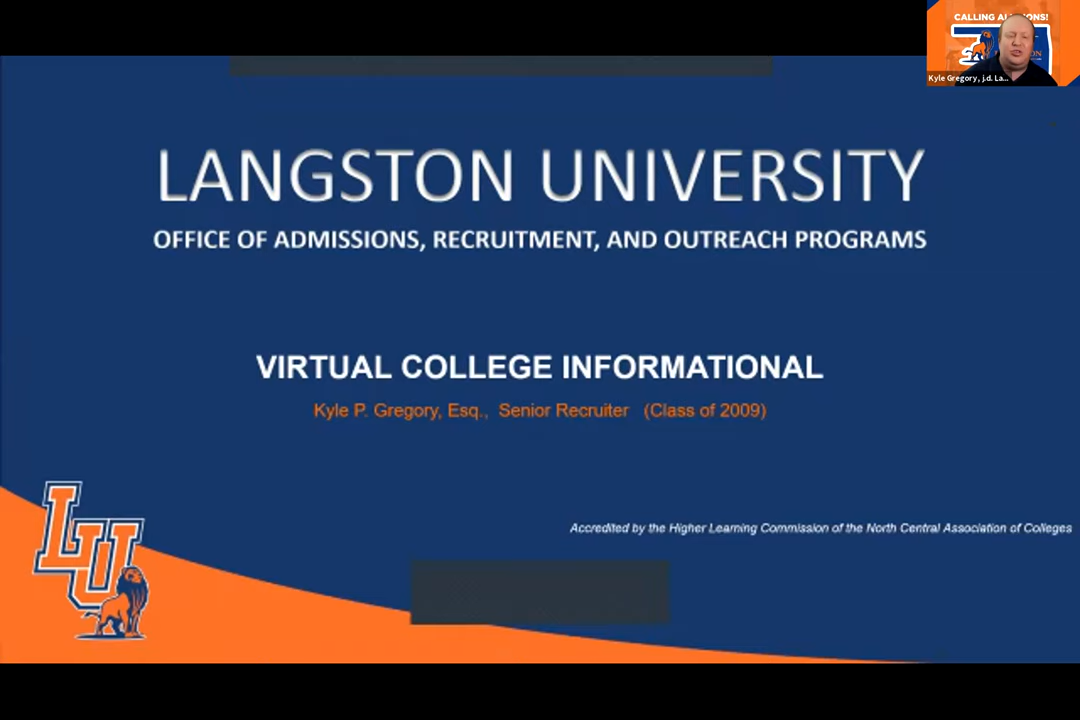 CALLING
Kyle Gregory, j.d. La...
LANGSTON UNIVERSITY
OFFICE OF ADMISSIONS, RECRUITMENT, AND OUTREACH PROGRAMS
VIRTUAL COLLEGE INFORMATIONAL
Kyle P. Gregory, Esq., Senior Recruiter (Class of 2009)
Accredited by the Higher Learning Commission of the North Central Association of Colleges
LU